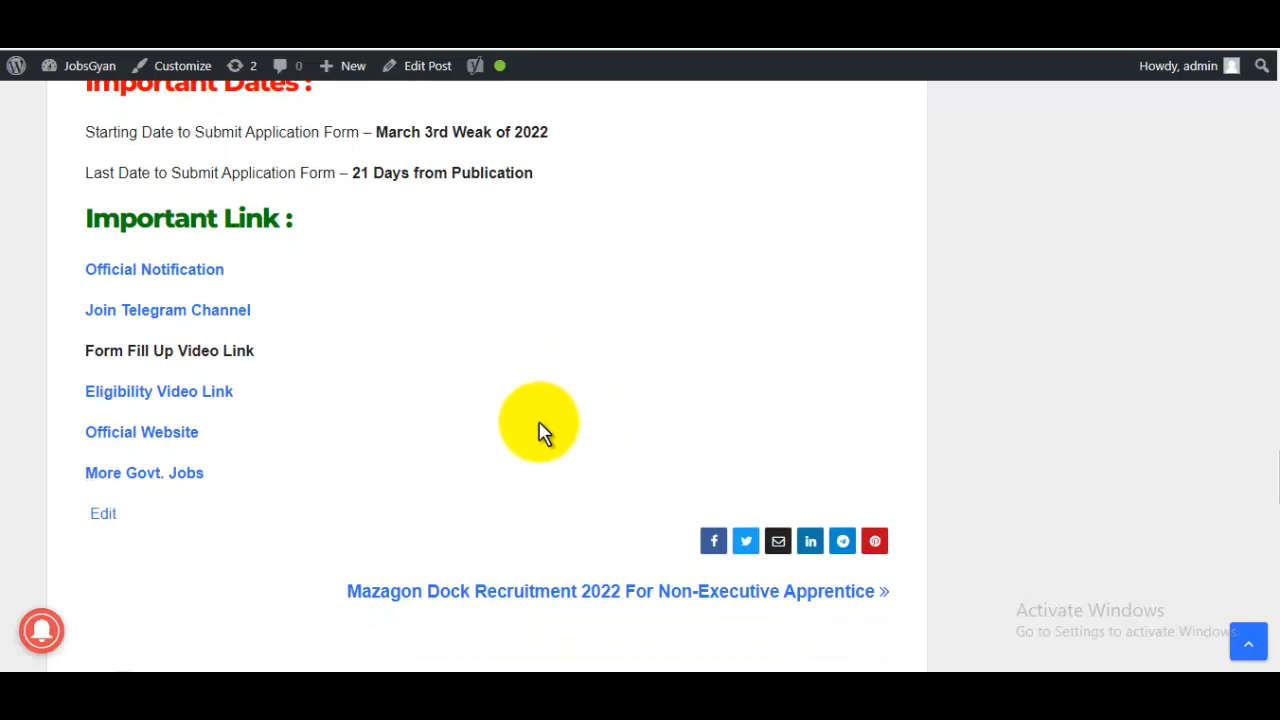 JobsGyan Customize 2 0 New Edit Post Howdy, admin
Important Dates :
Starting Date to Submit Application Form – March 3rd Weak of 2022
Last Date to Submit Application Form – 21 Days from Publication
Important Link :
Official Notification
Join Telegram Channel
Form Fill Up Video Link
Eligibility Video Link
Official Website
More Govt. Jobs
Edit
Mazagon Dock Recruitment 2022 For Non-Executive Apprentice »
Activate Windows
Go to Settings to activate Windows.